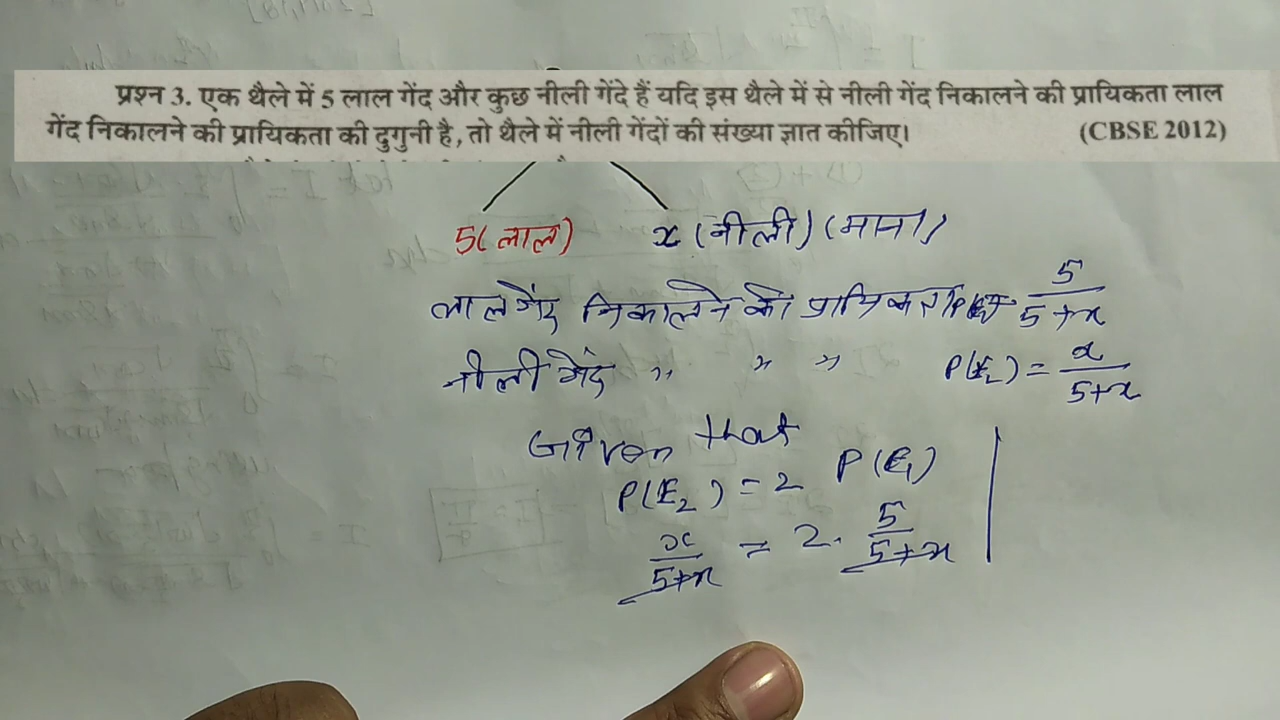 प्रश्न 3. एक थैले में 5 लाल गेंद और कुछ नीली गेंदे हैं यदि इस थैले में से नीली गेंद निकालने की प्रायिकता लाल
गेंद निकालने की प्रायिकता की दुगुनी है, तो थैले में नीली गेंदों की संख्या ज्ञात कीजिए। (CBSE 2012)
5(लाल) x (नीली) (माना)
लाल गेंद निकालने की प्रायिकता = 5/(5+x)
नीली गेंद ,, ,, ,, P(E₂) = x/(5+x)
Given that
P(E₂) = 2 P(E₁)
x/(5+x) = 2. 5/(5+x)